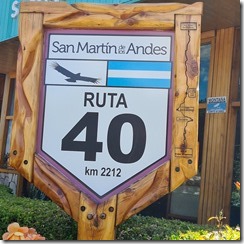 San Martín de los Andes
RUTA
40
km 2212